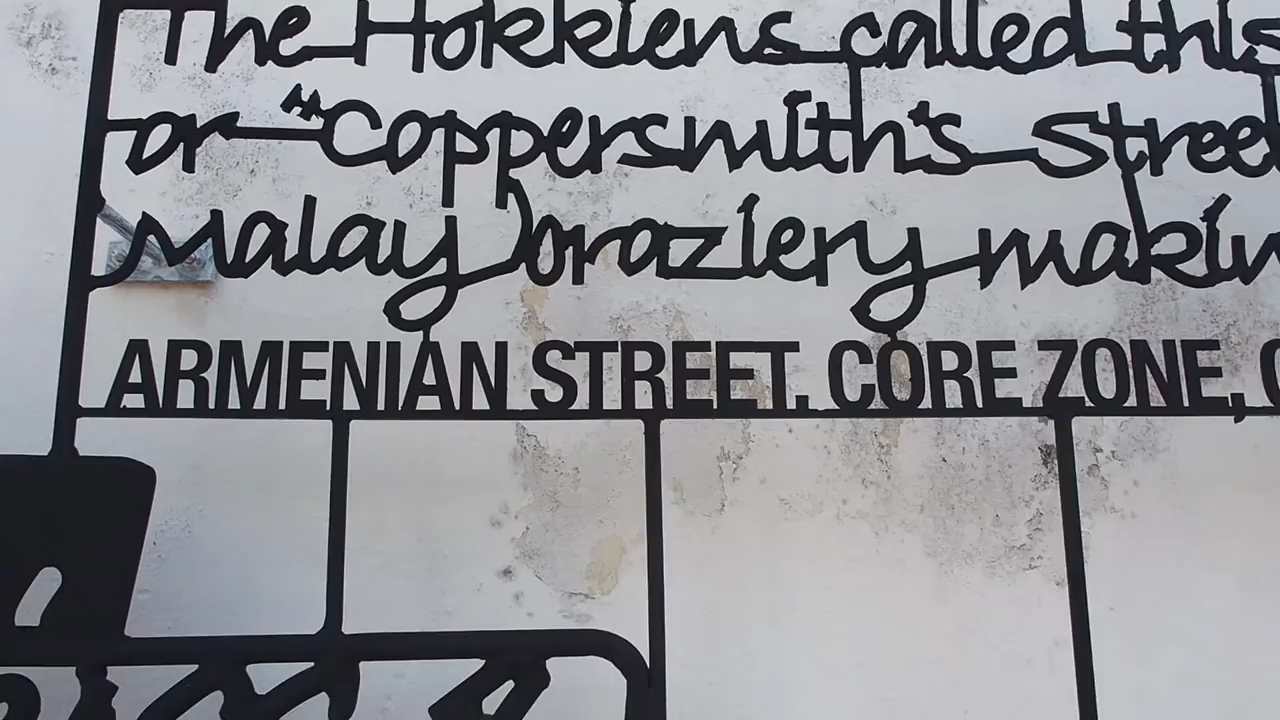 The Hokkiens called this
or "Coppersmith's Street
Malay braziery makin
ARMENIAN STREET. CORE ZONE,